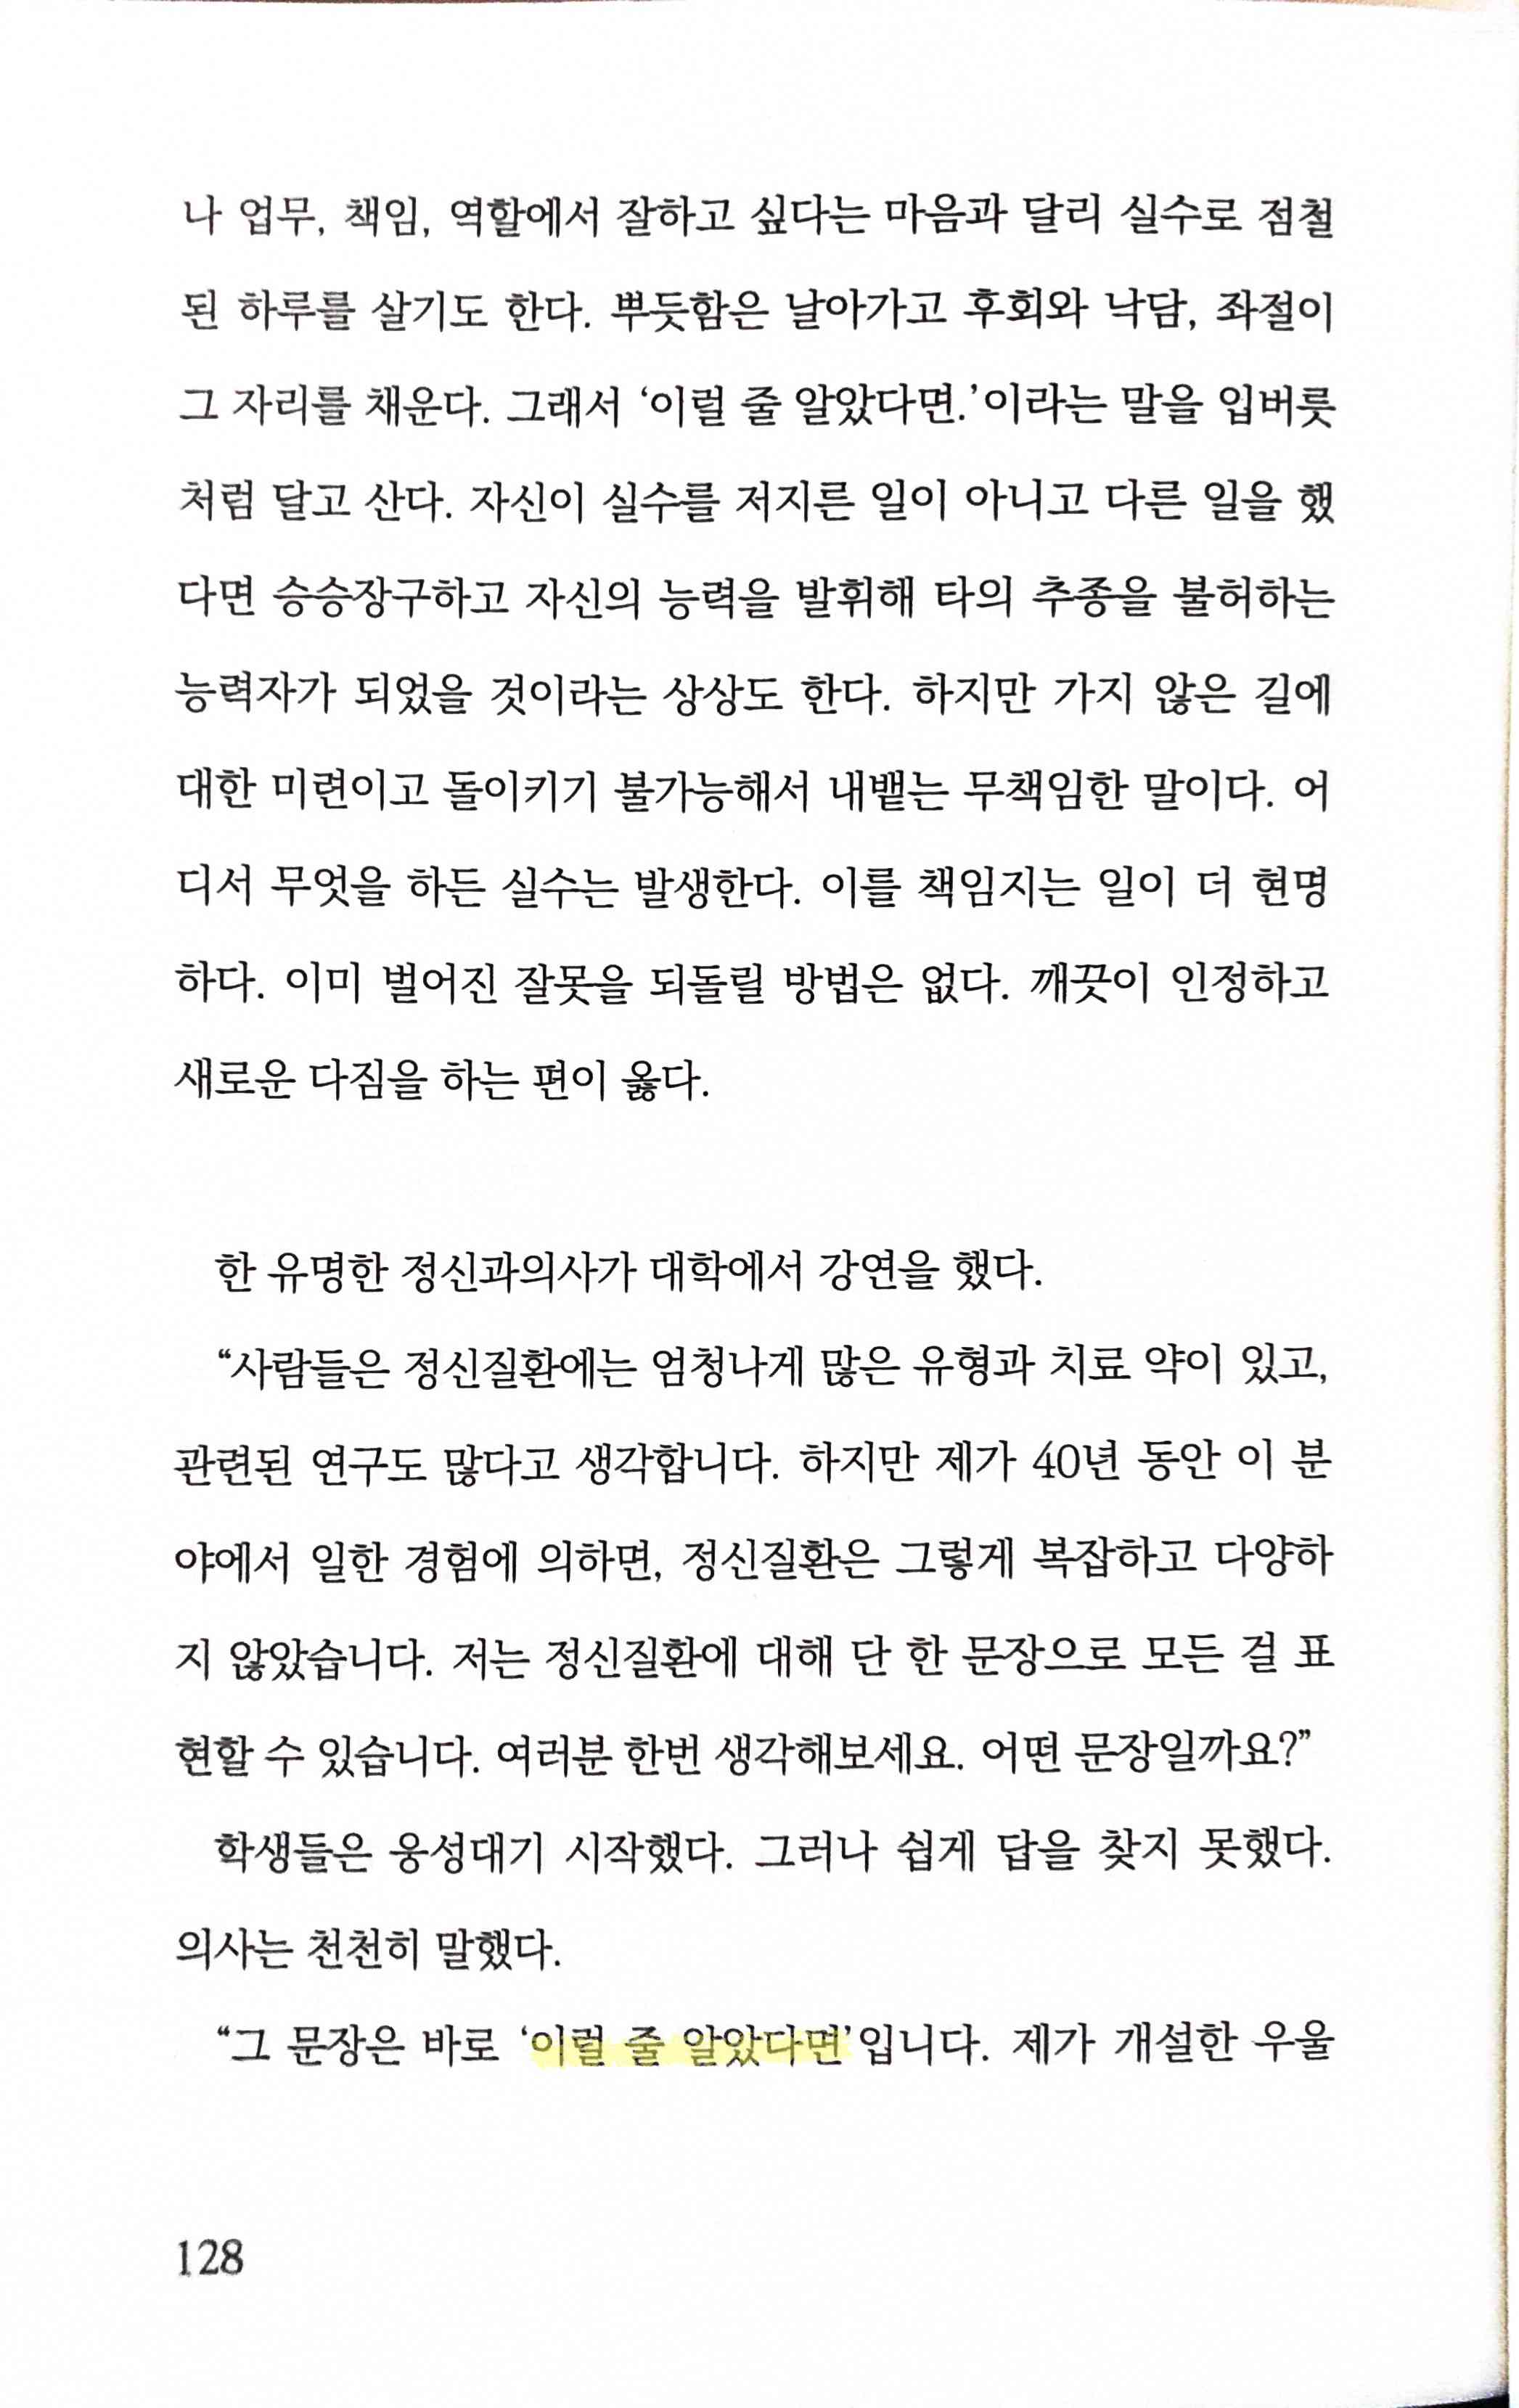 나 업무, 책임, 역할에서 잘하고 싶다는 마음과 달리 실수로 점철
된 하루를 살기도 한다. 뿌듯함은 날아가고 후회와 낙담, 좌절이
그 자리를 채운다. 그래서 ‘이럴 줄 알았다면.’이라는 말을 입버릇
처럼 달고 산다. 자신이 실수를 저지른 일이 아니고 다른 일을 했
다면 승승장구하고 자신의 능력을 발휘해 타의 추종을 불허하는
능력자가 되었을 것이라는 상상도 한다. 하지만 가지 않은 길에
대한 미련이고 돌이키기 불가능해서 내뱉는 무책임한 말이다. 어
디서 무엇을 하든 실수는 발생한다. 이를 책임지는 일이 더 현명
하다. 이미 벌어진 잘못을 되돌릴 방법은 없다. 깨끗이 인정하고
새로운 다짐을 하는 편이 옳다.
한 유명한 정신과의사가 대학에서 강연을 했다.
“사람들은 정신질환에는 엄청나게 많은 유형과 치료 약이 있고,
관련된 연구도 많다고 생각합니다. 하지만 제가 40년 동안 이 분
야에서 일한 경험에 의하면, 정신질환은 그렇게 복잡하고 다양하
지 않았습니다. 저는 정신질환에 대해 단 한 문장으로 모든 걸 표
현할 수 있습니다. 여러분 한번 생각해보세요. 어떤 문장일까요?”
학생들은 웅성대기 시작했다. 그러나 쉽게 답을 찾지 못했다.
의사는 천천히 말했다.
“그 문장은 바로 ‘이럴 줄 알았다면’입니다. 제가 개설한 우울
128